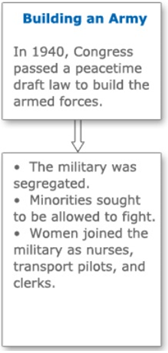 Building an Army
In 1940, Congress
passed a peacetime
draft law to build the
armed forces.
• The military was
segregated.
• Minorities sought
to be allowed to fight.
• Women joined the
military as nurses,
transport pilots, and
clerks.